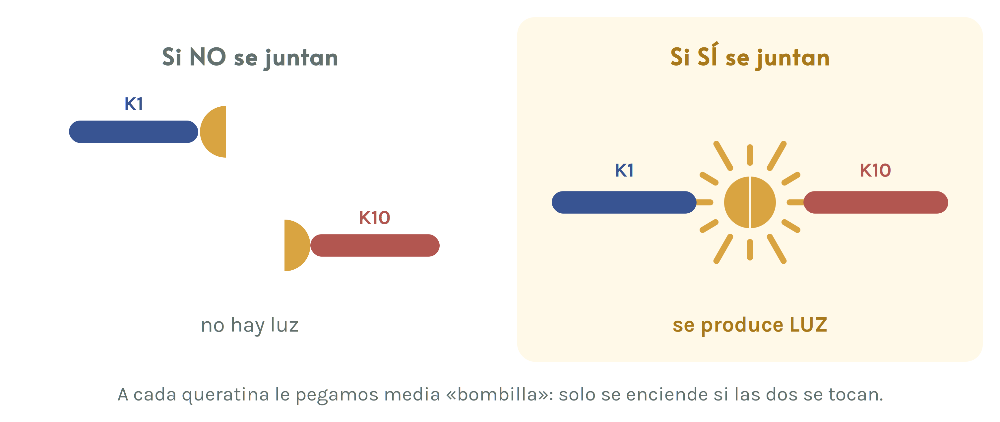 Si NO se juntan
K1
K10
no hay luz
Si SÍ se juntan
K1
K10
se produce LUZ
A cada queratina le pegamos media «bombilla»: solo se enciende si las dos se tocan.